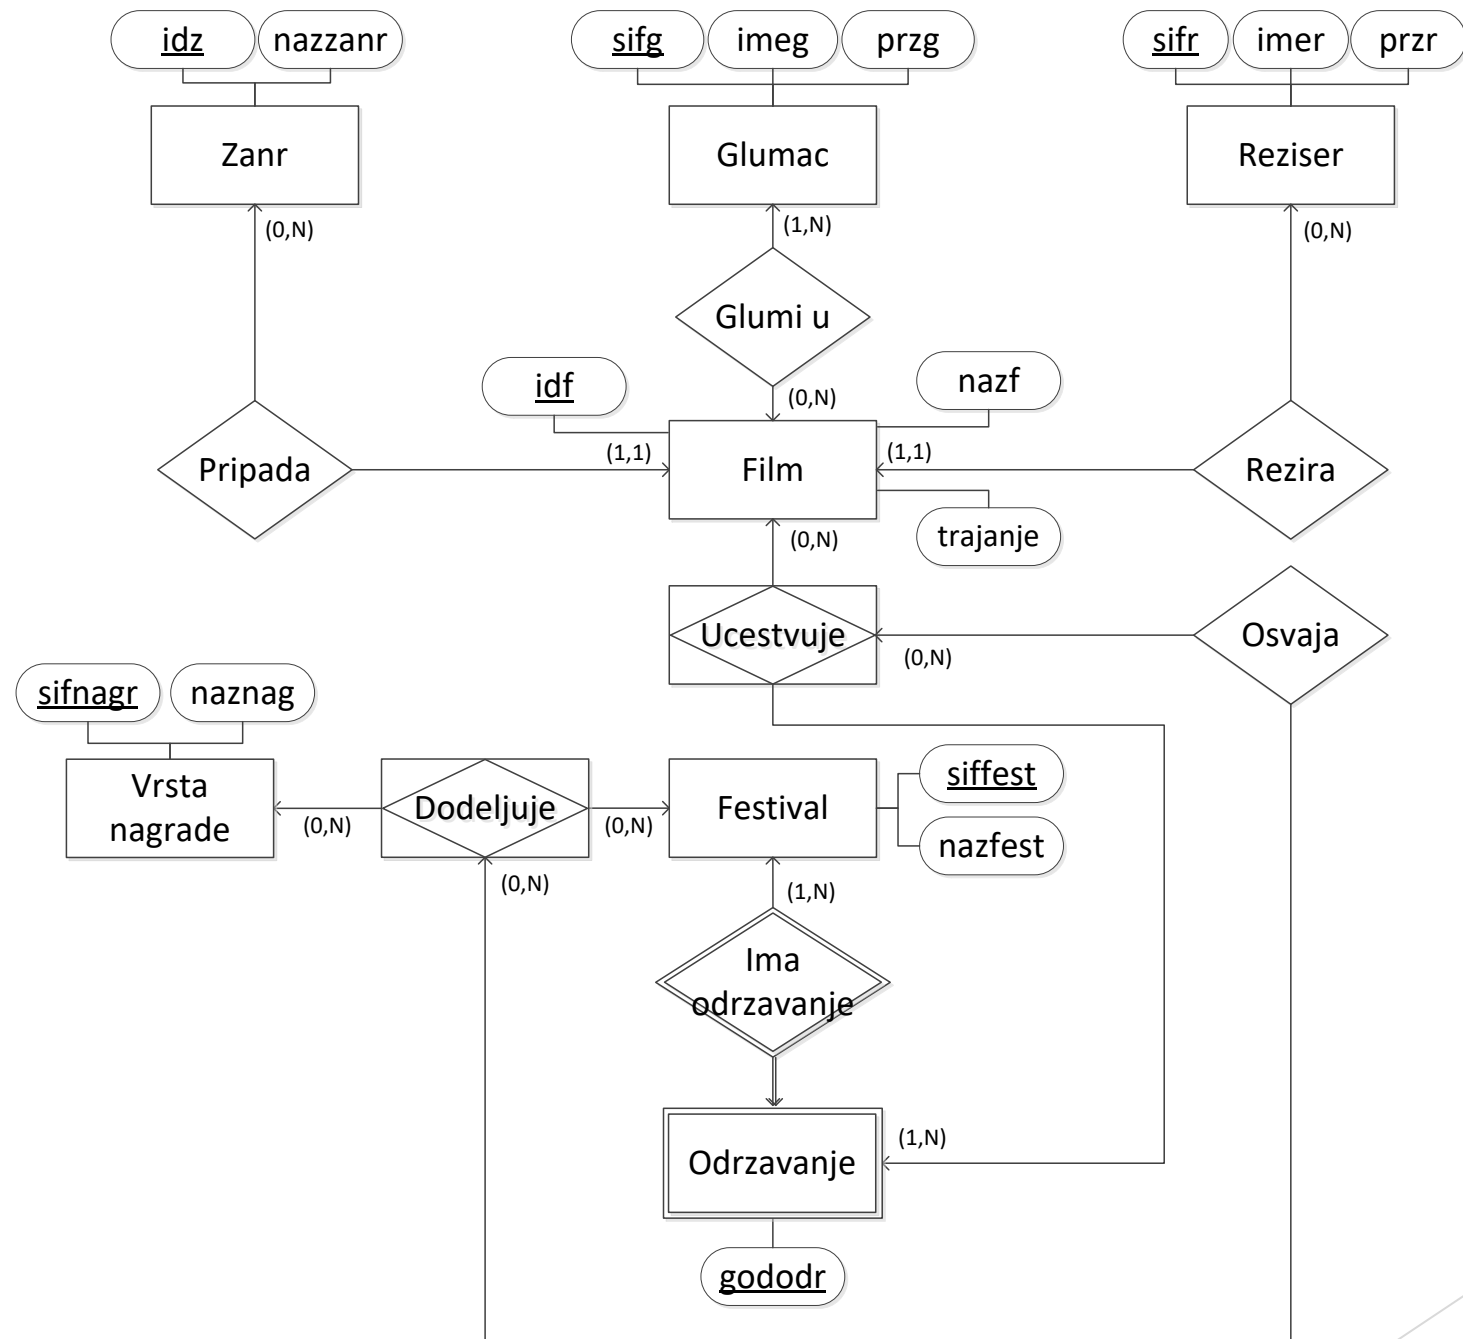 idz nazzanr sifg imeg przg sifr imer przr
Zanr Glumac Reziser
(0,N) (1,N) (0,N)
Glumi u
idf (0,N) nazf
Pripada (1,1) Film (1,1) Rezira
(0,N) trajanje
Ucestvuje (0,N) Osvaja
sifnagr naznag
Vrsta
nagrade
(0,N) Dodeljuje (0,N) Festival siffest
nazfest
(0,N) (1,N)
Ima
odrzavanje
Odrzavanje (1,N)
gododr